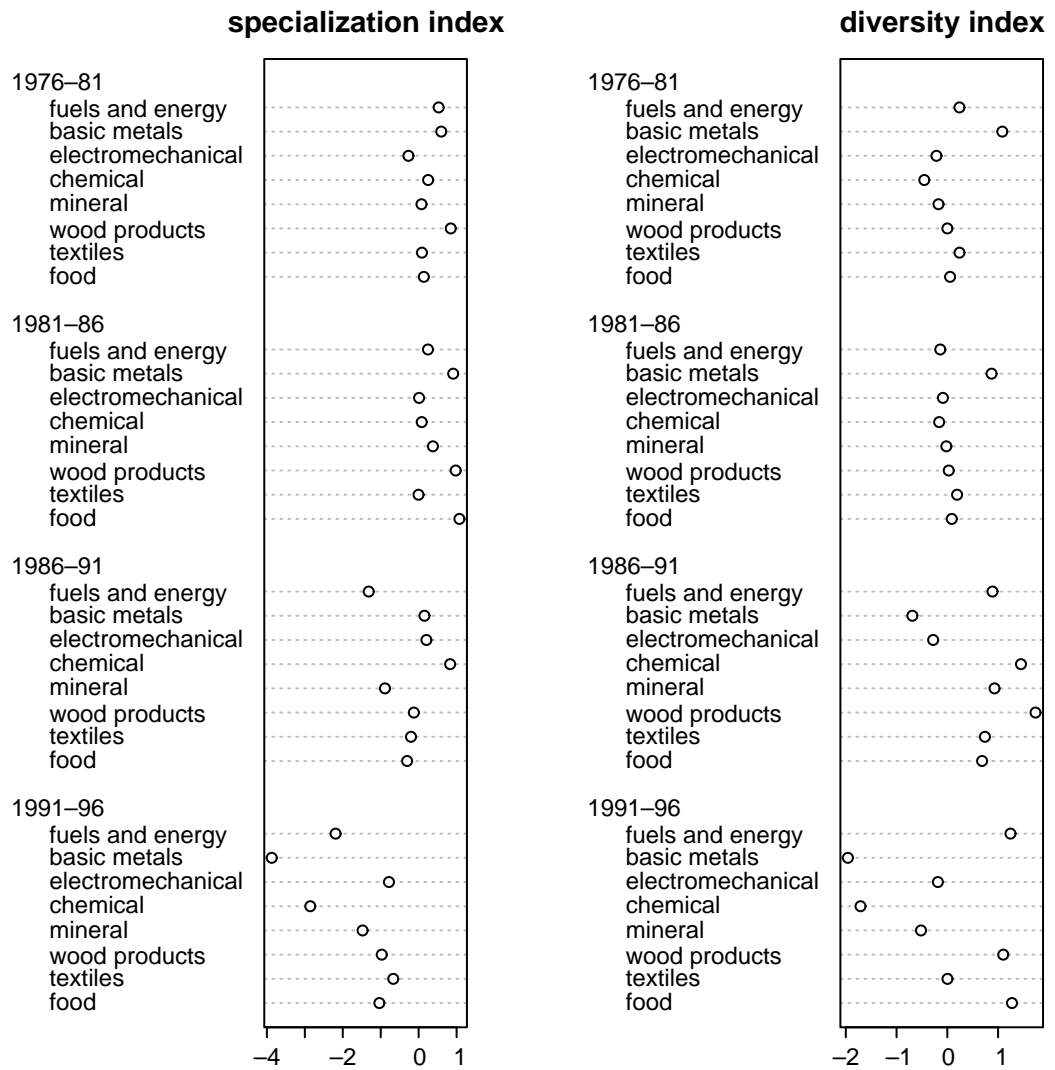 specialization index
1976–81
fuels and energy
basic metals
electromechanical
chemical
mineral
wood products
textiles
food
1981–86
fuels and energy
basic metals
electromechanical
chemical
mineral
wood products
textiles
food
1986–91
fuels and energy
basic metals
electromechanical
chemical
mineral
wood products
textiles
food
1991–96
fuels and energy
basic metals
electromechanical
chemical
mineral
wood products
textiles
food
–4 –2 0 1
diversity index
1976–81
fuels and energy
basic metals
electromechanical
chemical
mineral
wood products
textiles
food
1981–86
fuels and energy
basic metals
electromechanical
chemical
mineral
wood products
textiles
food
1986–91
fuels and energy
basic metals
electromechanical
chemical
mineral
wood products
textiles
food
1991–96
fuels and energy
basic metals
electromechanical
chemical
mineral
wood products
textiles
food
–2 –1 0 1